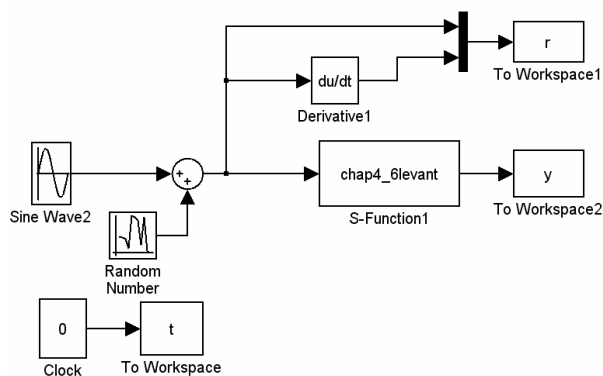 r
To Workspace1
du/dt
Derivative1
Sine Wave2
+
+
chap4_6levant
S-Function1
y
To Workspace2
Random
Number
0
Clock
t
To Workspace